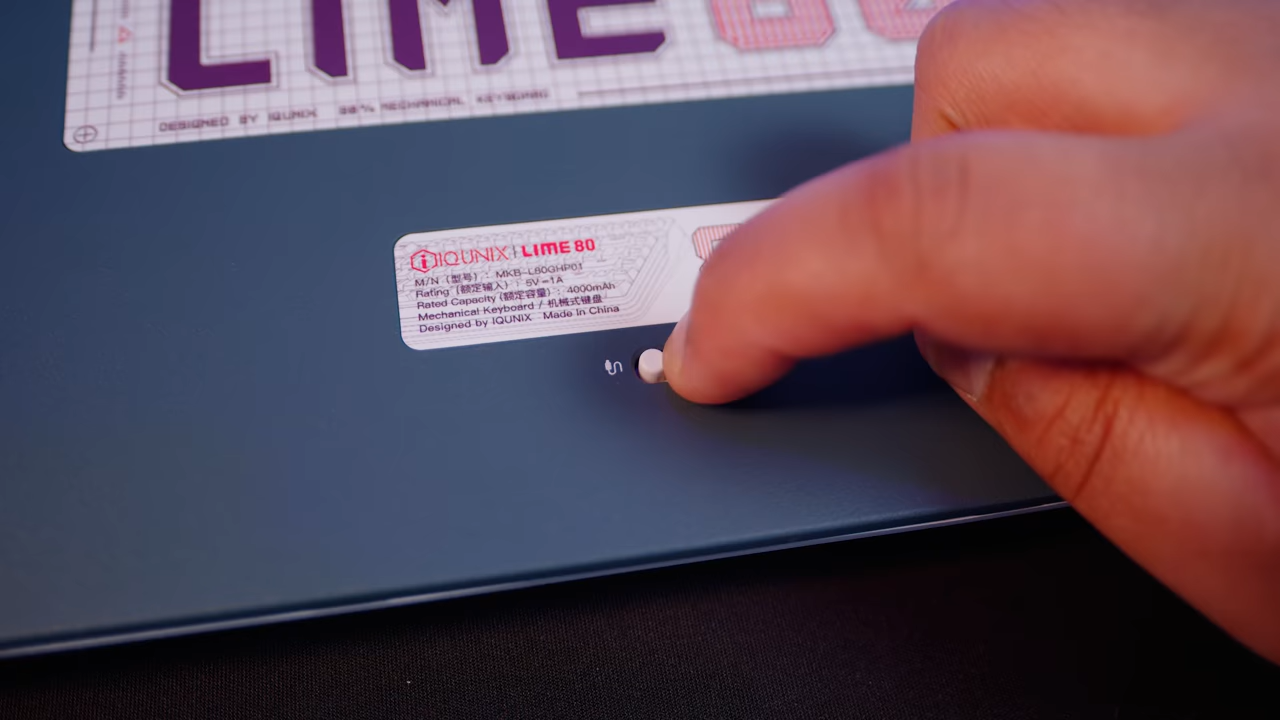 LIME 80
DESIGNED BY IQUNIX 80% MECHANICAL KEYBOARD
IQUNIX | LIME 80
M/N (型号) : MKB-L80GHP01
Rating (额定输入) : 5V⎓1A
Rated Capacity (额定容量) : 4000mAh
Mechanical Keyboard / 机械式键盘
Designed by IQUNIX Made in China